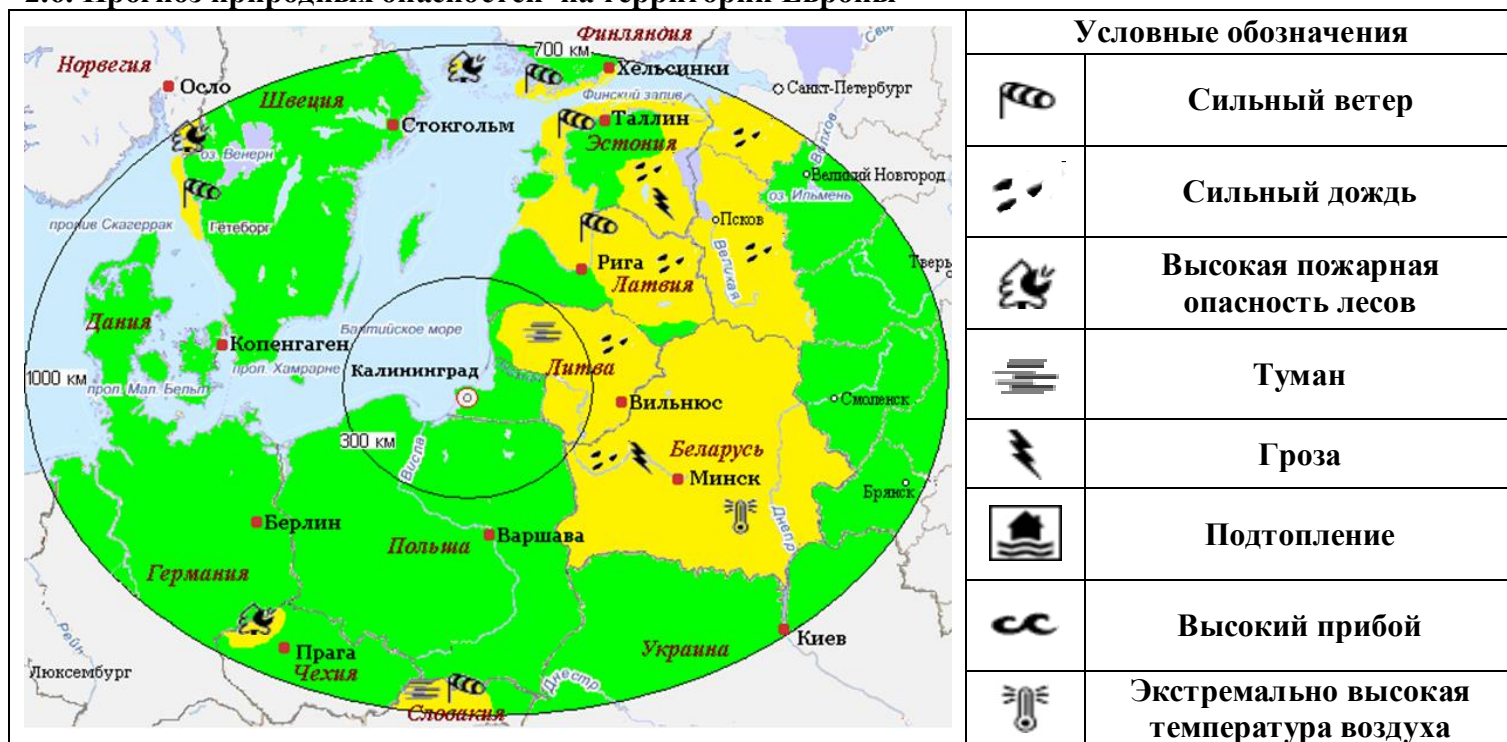 2.6. Прогноз природных опасностей на территории Европы
Финляндия
700 км
Норвегия
Хельсинки
Осло
Санкт-Петербург
Швеция
Финский залив
Стокгольм
Таллин
Волхов
Эстония
оз. Венерн
Великий Новгород
оз. Ильмень
Псков
пролив Скагеррак
Гетеборг
Великая
Рига
Тверь
Латвия
Дания
Балтийское море
Копенгаген
1000 км
прол. Хамрарне
Калининград
Литва
прол. Мал. Бельт
Вильнюс
Смоленск
300 км
Висла
Беларусь
Минск
Брянск
Берлин
Днепр
Варшава
Польша
Германия
Рейн
Киев
Украина
Прага
Люксембург
Чехия
Днестр
Словакия
Условные обозначения
Сильный ветер
Сильный дождь
Высокая пожарная
опасность лесов
Туман
Гроза
Подтопление
Высокий прибой
Экстремально высокая
температура воздуха